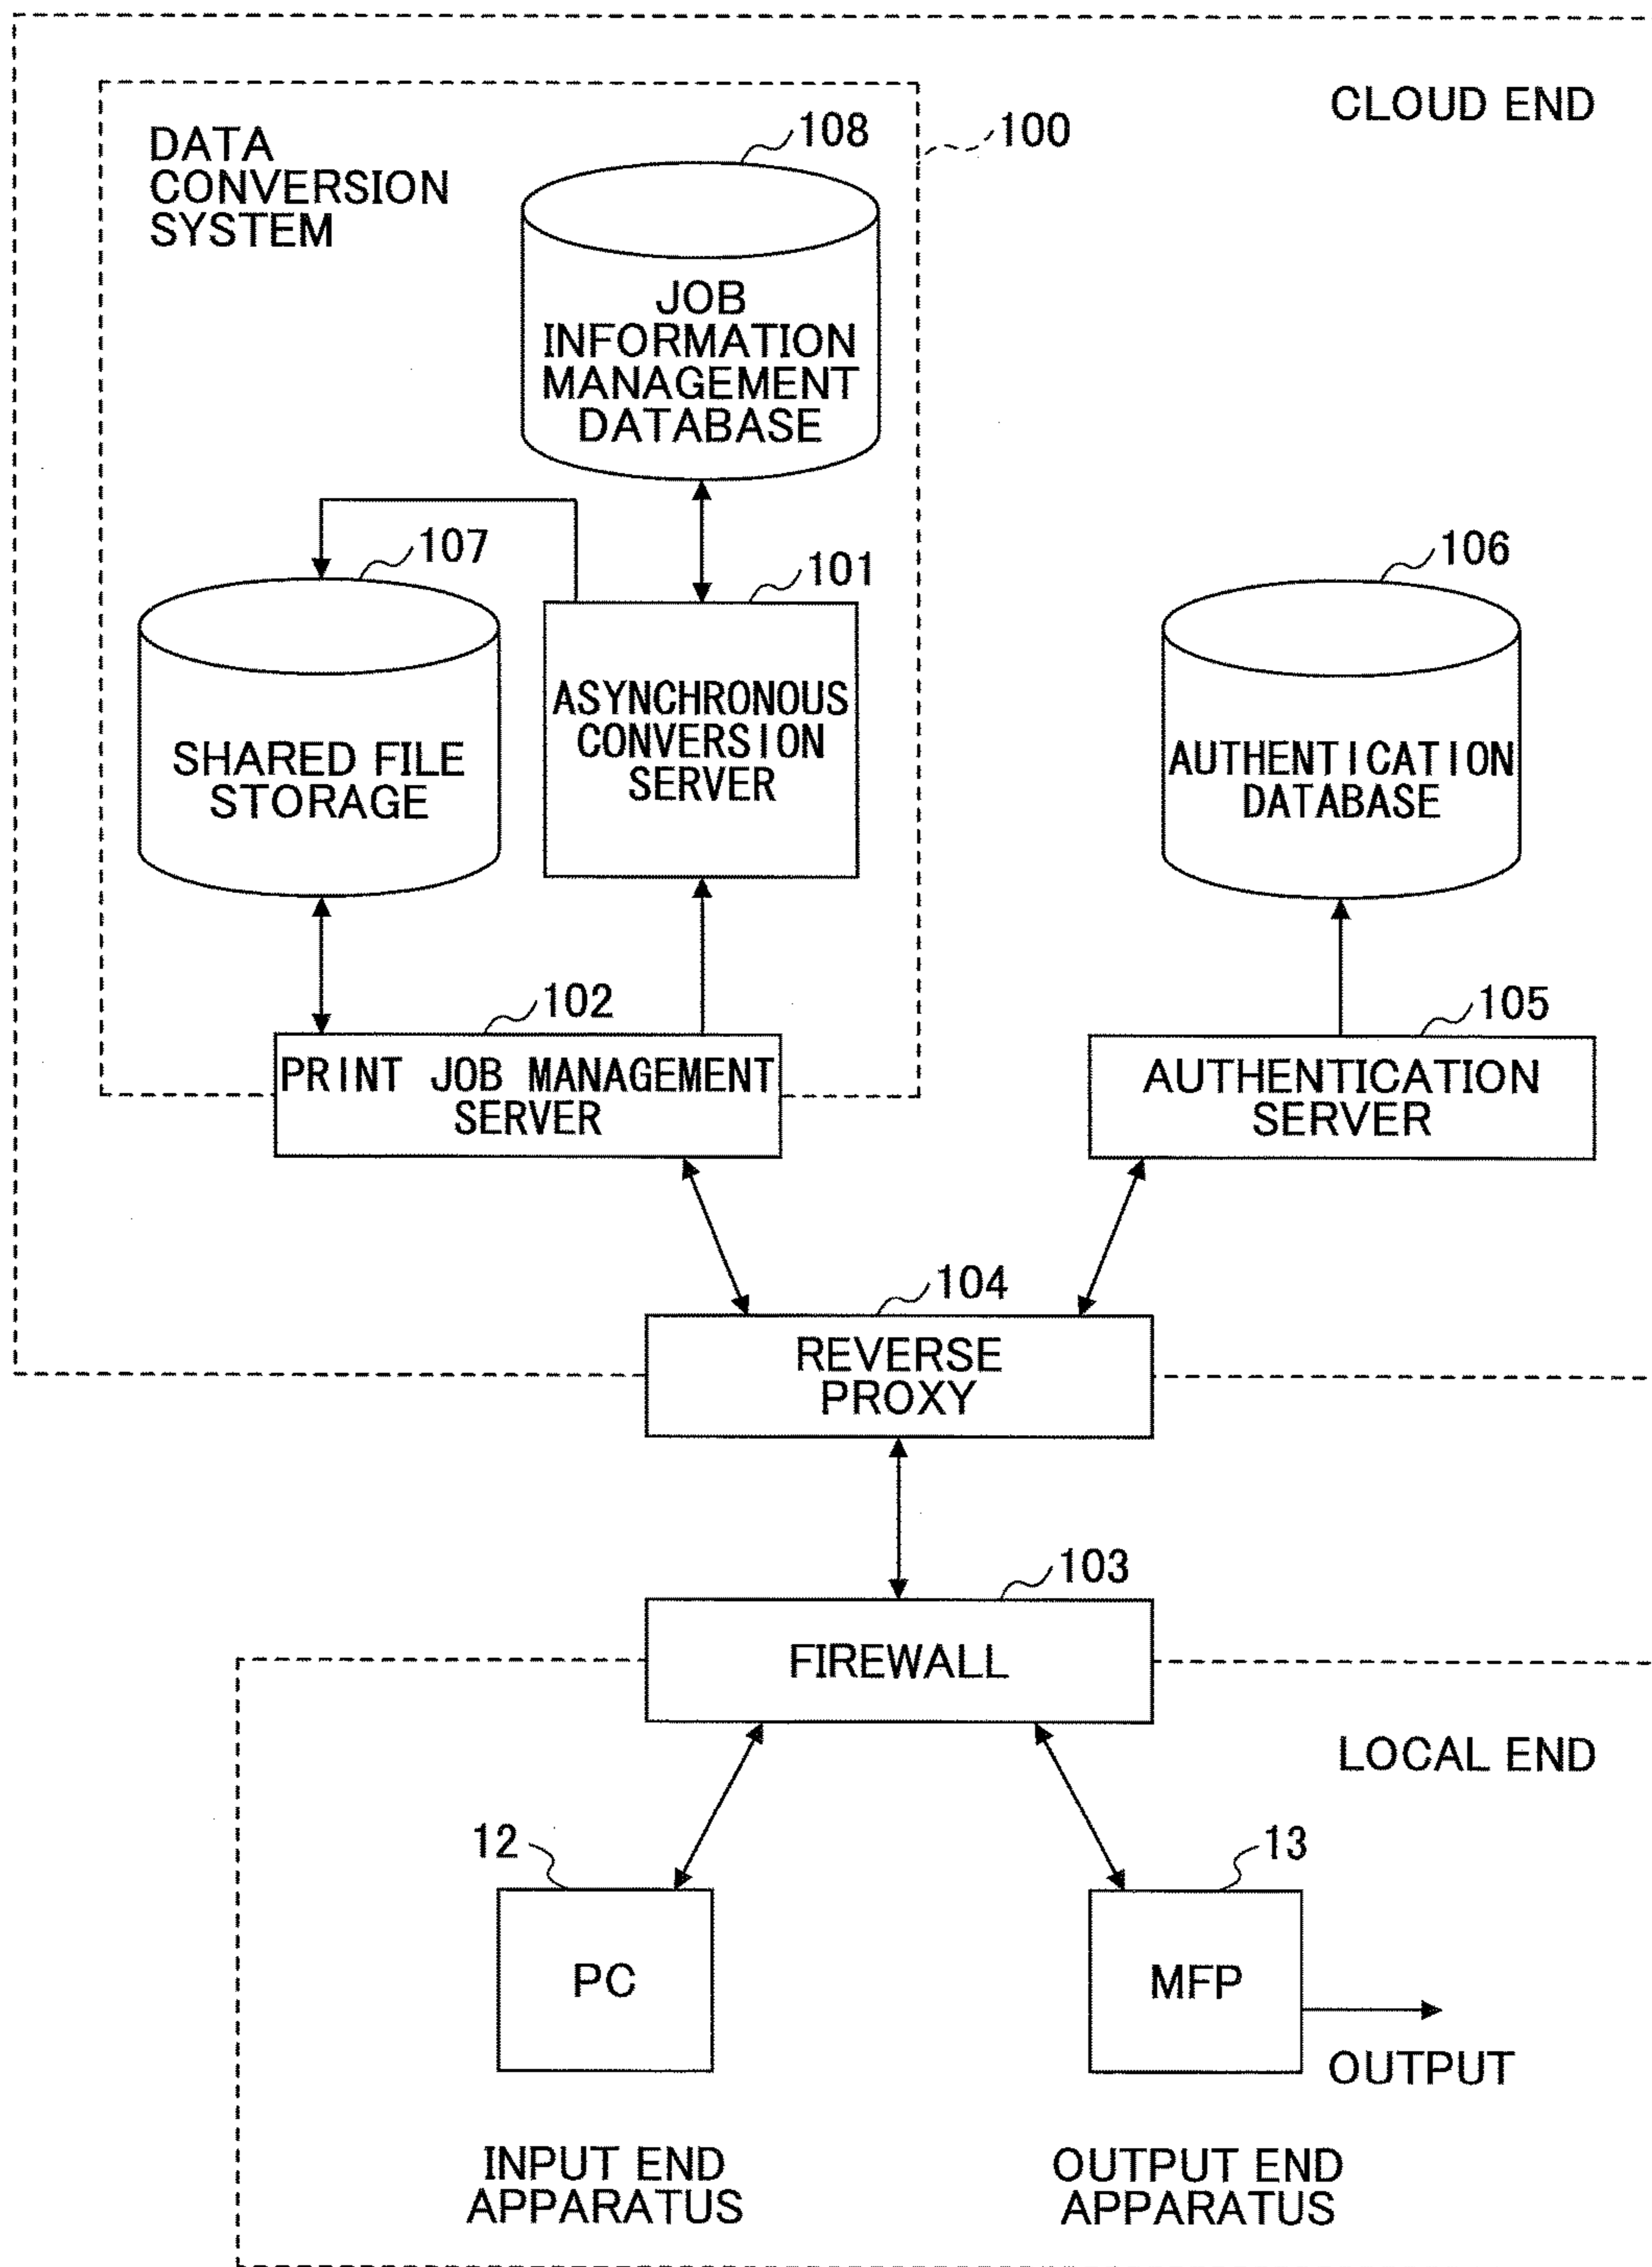 CLOUD END
DATA
CONVERSION
SYSTEM
100
108
JOB
INFORMATION
MANAGEMENT
DATABASE
107
SHARED FILE
STORAGE
101
ASYNCHRONOUS
CONVERSION
SERVER
106
AUTHENTICATION
DATABASE
102
PRINT JOB MANAGEMENT
SERVER
105
AUTHENTICATION
SERVER
104
REVERSE
PROXY
103
FIREWALL
LOCAL END
12
PC
13
MFP
OUTPUT
INPUT END
APPARATUS
OUTPUT END
APPARATUS